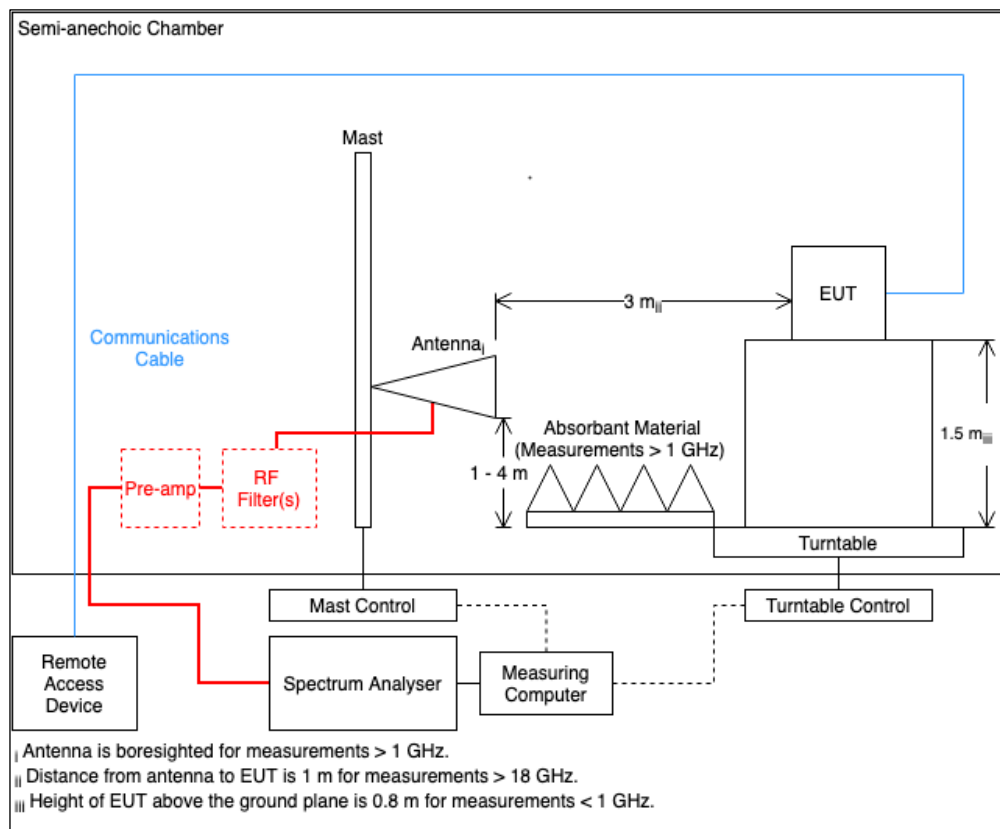 Semi-anechoic Chamber
Mast
EUT
3 mii
Communications
Cable
Antennai
Absorbant Material
(Measurements > 1 GHz)
1.5 miii
1 - 4 m
Pre-amp
RF
Filter(s)
Turntable
Mast Control
Turntable Control
Remote
Access
Device
Spectrum Analyser
Measuring
Computer
i Antenna is boresighted for measurements > 1 GHz.
ii Distance from antenna to EUT is 1 m for measurements > 18 GHz.
iii Height of EUT above the ground plane is 0.8 m for measurements < 1 GHz.